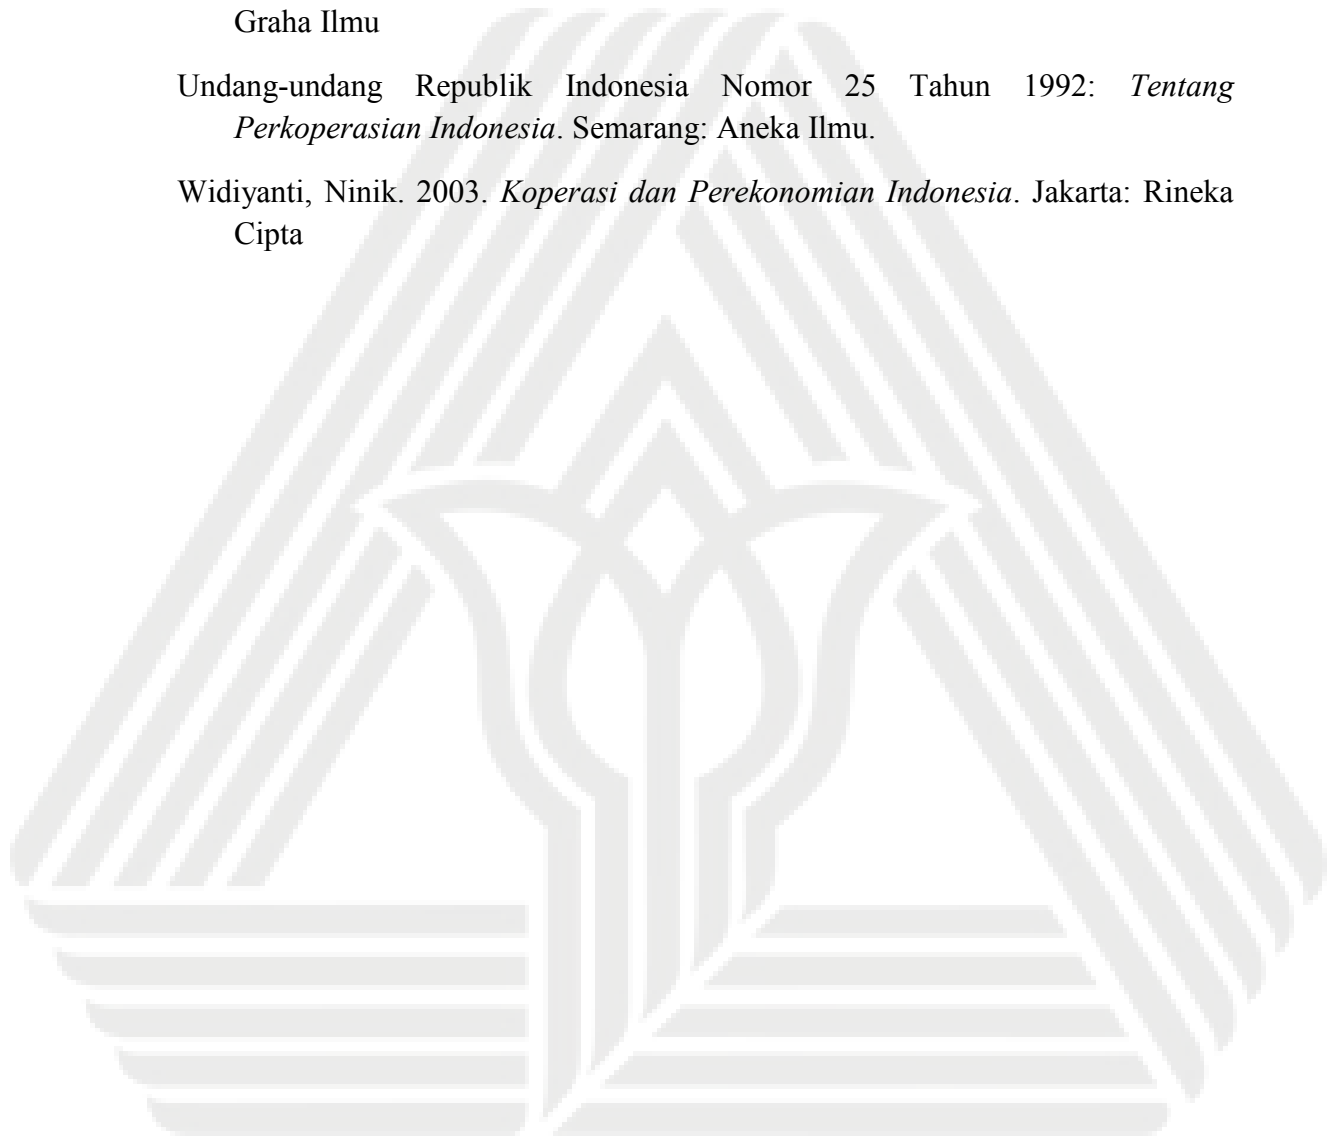 Graha Ilmu
Undang-undang Republik Indonesia Nomor 25 Tahun 1992: Tentang
Perkoperasian Indonesia. Semarang: Aneka Ilmu.
Widiyanti, Ninik. 2003. Koperasi dan Perekonomian Indonesia. Jakarta: Rineka
Cipta